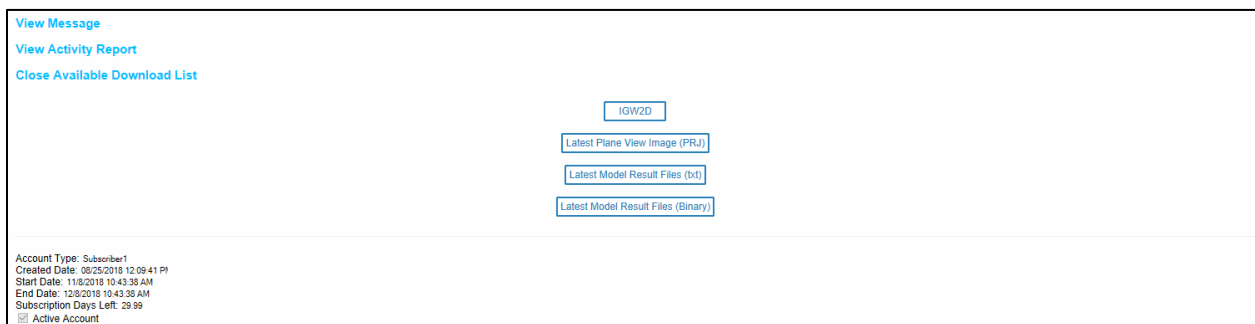 View Message
View Activity Report
Close Available Download List
IGW2D
Latest Plane View Image (PRJ)
Latest Model Result Files (txt)
Latest Model Result Files (Binary)
Account Type: Subscriber1
Created Date: 08/25/2018 12:09:41 PM
Start Date: 11/8/2018 10:43:38 AM
End Date: 12/8/2018 10:43:38 AM
Subscription Days Left: 29.99
Active Account